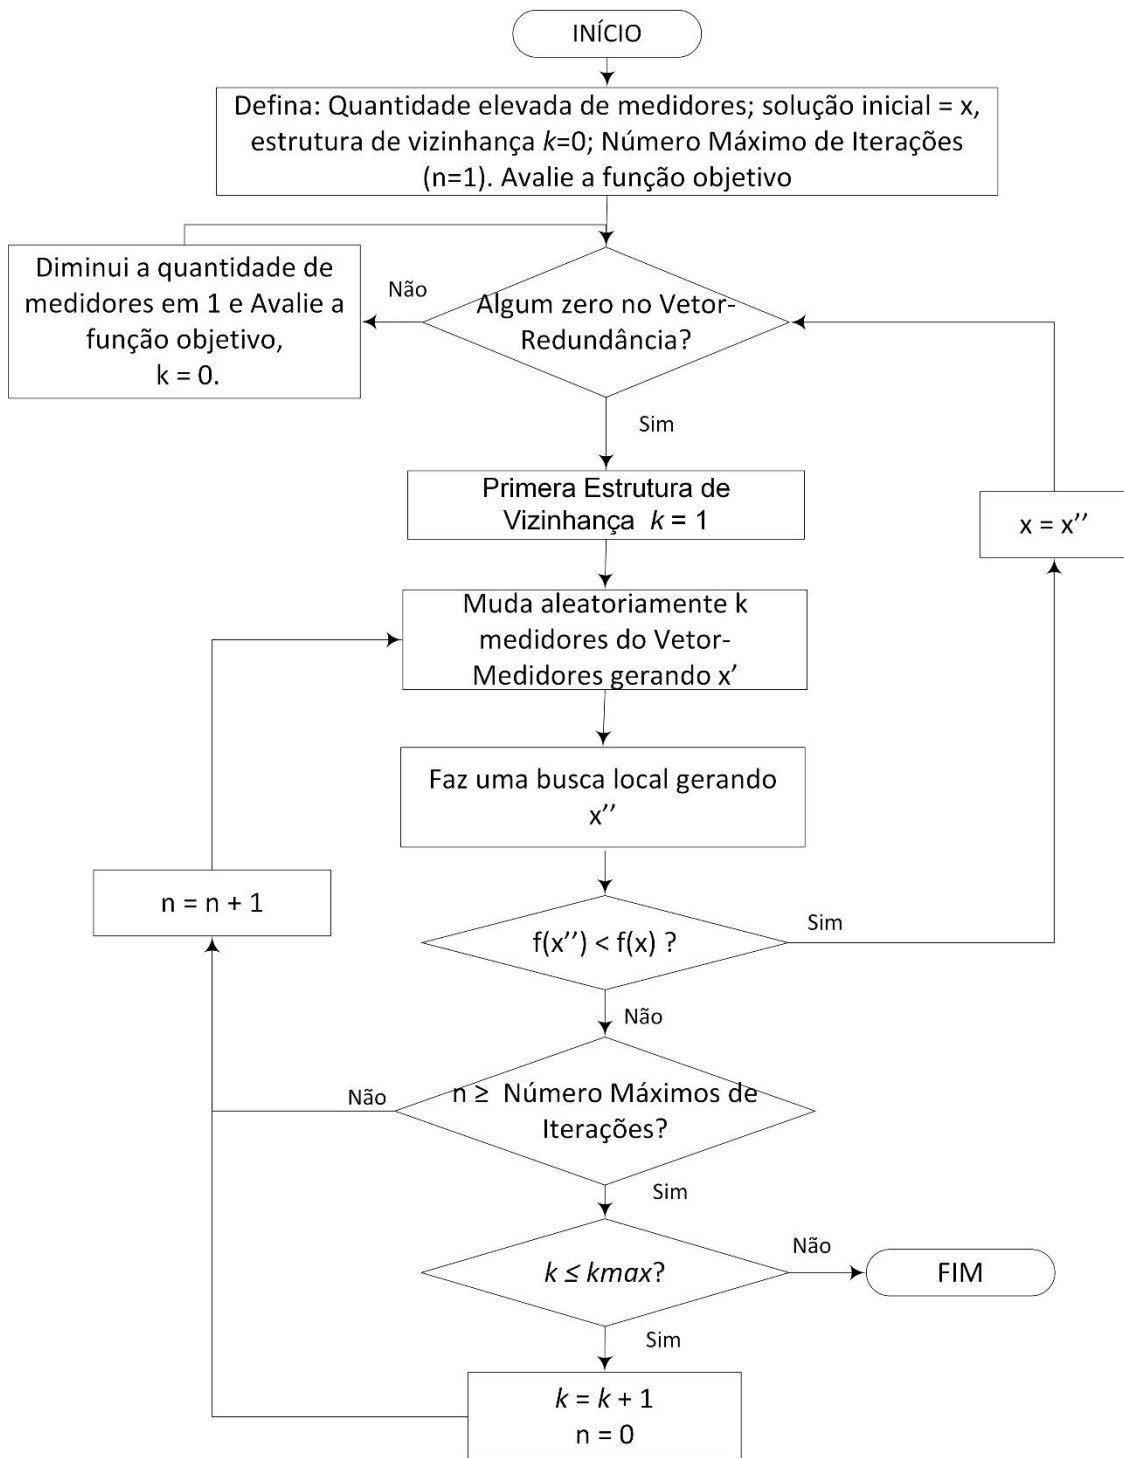 INÍCIO
Defina: Quantidade elevada de medidores; solução inicial = x,
estrutura de vizinhança k=0; Número Máximo de Iterações
(n=1). Avalie a função objetivo
Diminui a quantidade de
medidores em 1 e Avalie a
função objetivo,
k = 0.
Não
Algum zero no Vetor-
Redundância?
Sim
Primera Estrutura de
Vizinhança k = 1
x = x’’
Muda aleatoriamente k
medidores do Vetor-
Medidores gerando x’
Faz uma busca local gerando
x’’
n = n + 1
f(x’’) < f(x) ?
Sim
Não
n ≥ Número Máximos de
Iterações?
Não
Sim
k ≤ kmax?
Não
FIM
Sim
k = k + 1
n = 0